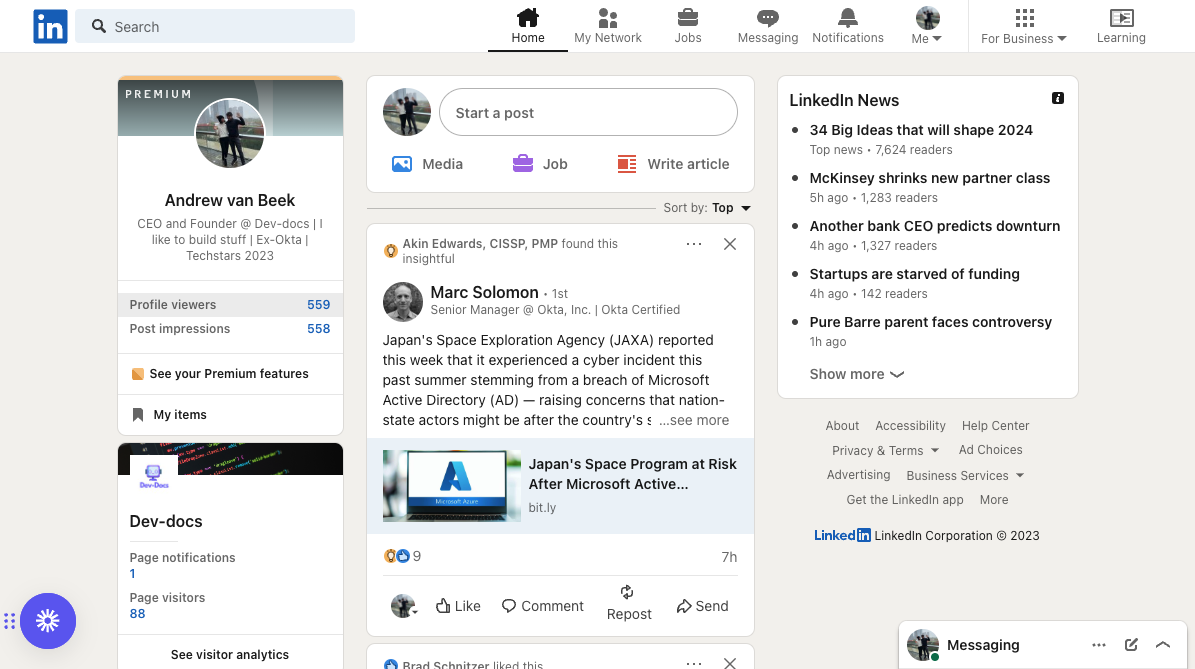 in
Search
Home
My Network
Jobs
Messaging
Notifications
Me
For Business
Learning
PREMIUM
Andrew van Beek
CEO and Founder @ Dev-docs | I
like to build stuff | Ex-Okta |
Techstars 2023
Profile viewers 559
Post impressions 558
See your Premium features
My items
Dev-Docs
Dev-docs
Page notifications
1
Page visitors
88
See visitor analytics
Start a post
Media
Job
Write article
Sort by: Top
Akin Edwards, CISSP, PMP found this
insightful
Marc Solomon • 1st
Senior Manager @ Okta, Inc. | Okta Certified
Japan's Space Exploration Agency (JAXA) reported
this week that it experienced a cyber incident this
past summer stemming from a breach of Microsoft
Active Directory (AD) — raising concerns that nation-
state actors might be after the country's s ...see more
Microsoft Azure
Japan's Space Program at Risk
After Microsoft Active...
bit.ly
9
7h
Like
Comment
Repost
Send
Brad Schnitzer liked this
LinkedIn News
34 Big Ideas that will shape 2024
Top news • 7,624 readers
McKinsey shrinks new partner class
5h ago • 1,283 readers
Another bank CEO predicts downturn
4h ago • 1,327 readers
Startups are starved of funding
4h ago • 142 readers
Pure Barre parent faces controversy
1h ago
Show more
About Accessibility Help Center
Privacy & Terms Ad Choices
Advertising Business Services
Get the LinkedIn app More
LinkedIn LinkedIn Corporation © 2023
Messaging